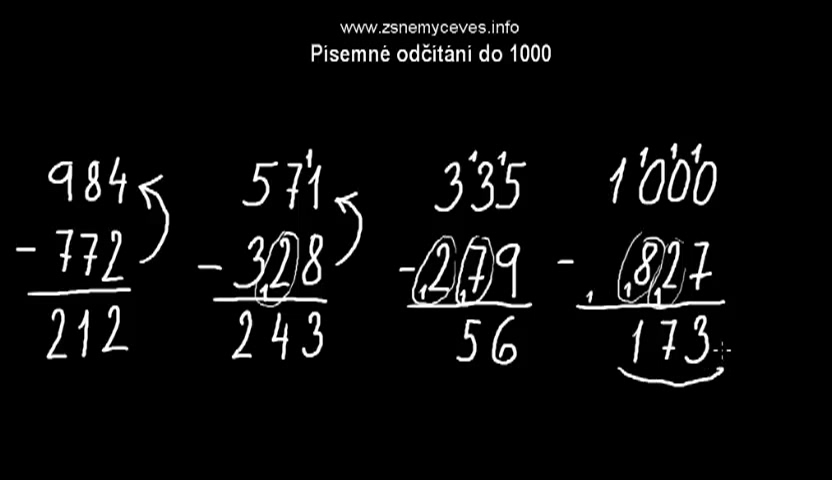 www.zsnemyceves.info
Písemné odčítání do 1000
984 571 335 1000
- 772 - 328 - 279 - 827
212 243 56 173